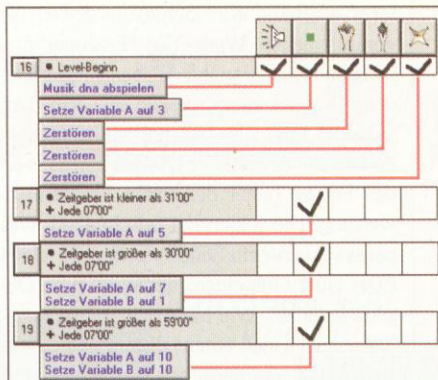 16 • Level-Beginn
Musik dna abspielen
Setze Variable A auf 3
Zerstören
Zerstören
Zerstören
17 • Zeitgeber ist kleiner als 31'00"
+ Jede 07'00"
Setze Variable A auf 5
18 • Zeitgeber ist größer als 30'00"
+ Jede 07'00"
Setze Variable A auf 7
Setze Variable B auf 1
19 • Zeitgeber ist größer als 59'00"
+ Jede 07'00"
Setze Variable A auf 10
Setze Variable B auf 10